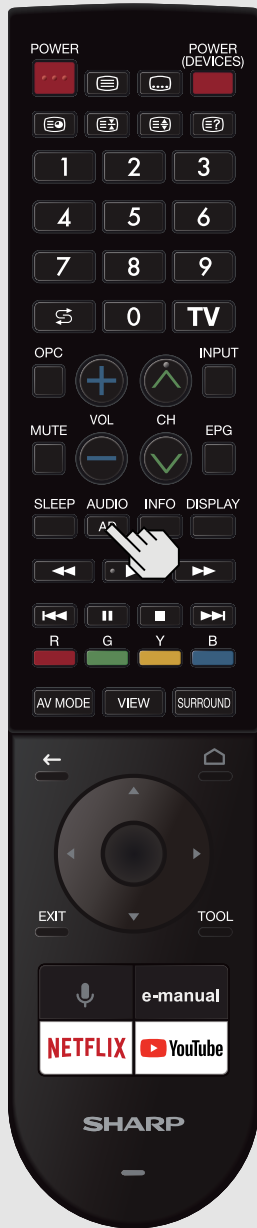 POWER
POWER
(DEVICES)
1 2 3
4 5 6
7 8 9
0 TV
OPC INPUT
MUTE VOL CH EPG
SLEEP AUDIO INFO DISPLAY
AD
R G Y B
AV MODE VIEW SURROUND
EXIT TOOL
e-manual
NETFLIX YouTube
SHARP